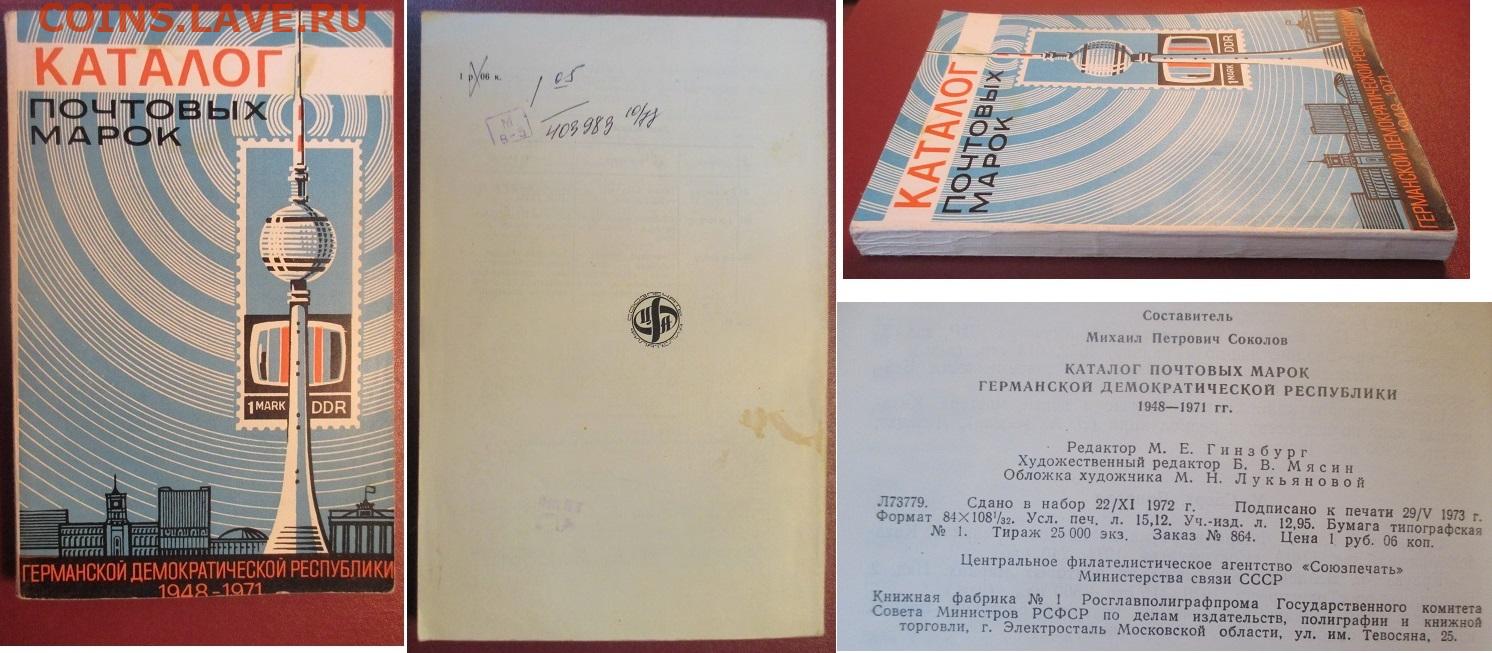 COINS.LAVE.RU
КАТАЛОГ
ПОЧТОВЫХ
МАРОК
1 MARK DDR
ГЕРМАНСКОЙ ДЕМОКРАТИЧЕСКОЙ РЕСПУБЛИКИ
1948-1971
1 р. 06 к.
1 05
403983
М
8-3
ЦФА
КАТАЛОГ
ПОЧТОВЫХ
МАРОК
1 MARK DDR
ГЕРМАНСКОЙ ДЕМОКРАТИЧЕСКОЙ РЕСПУБЛИКИ
1948-1971
Составитель
Михаил Петрович Соколов
КАТАЛОГ ПОЧТОВЫХ МАРОК
ГЕРМАНСКОЙ ДЕМОКРАТИЧЕСКОЙ РЕСПУБЛИКИ
1948—1971 гг.
Редактор М. Е. Гинзбург
Художественный редактор Б. В. Мясин
Обложка художника М. Н. Лукьяновой
Л73779. Сдано в набор 22/XI 1972 г. Подписано к печати 29/V 1973 г.
Формат 84×108¹/₃₂. Усл. печ. л. 15,12. Уч.-изд. л. 12,95. Бумага типографская
№ 1. Тираж 25 000 экз. Заказ № 864. Цена 1 руб. 06 коп.
Центральное филателистическое агентство «Союзпечать»
Министерства связи СССР
Книжная фабрика № 1 Росглавполиграфпрома Государственного комитета
Совета Министров РСФСР по делам издательств, полиграфии и книжной
торговли, г. Электросталь Московской области, ул. им. Тевосяна, 25.